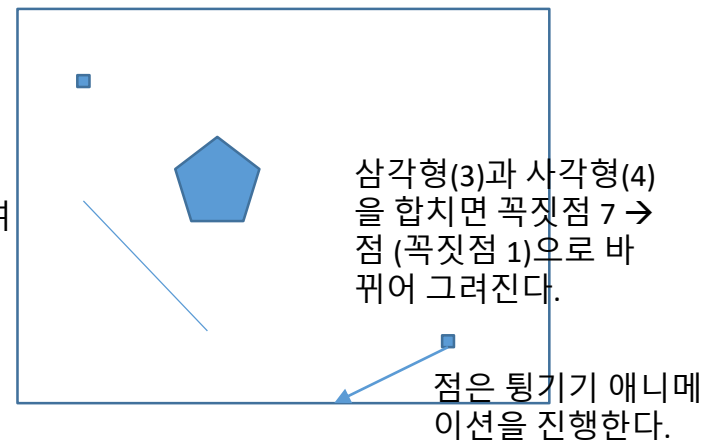 삼각형(3)과 사각형(4)
을 합치면 꼭짓점 7 →
점 (꼭짓점 1)으로 바
뀌어 그려진다.
점은 튕기기 애니메
이션을 진행한다.